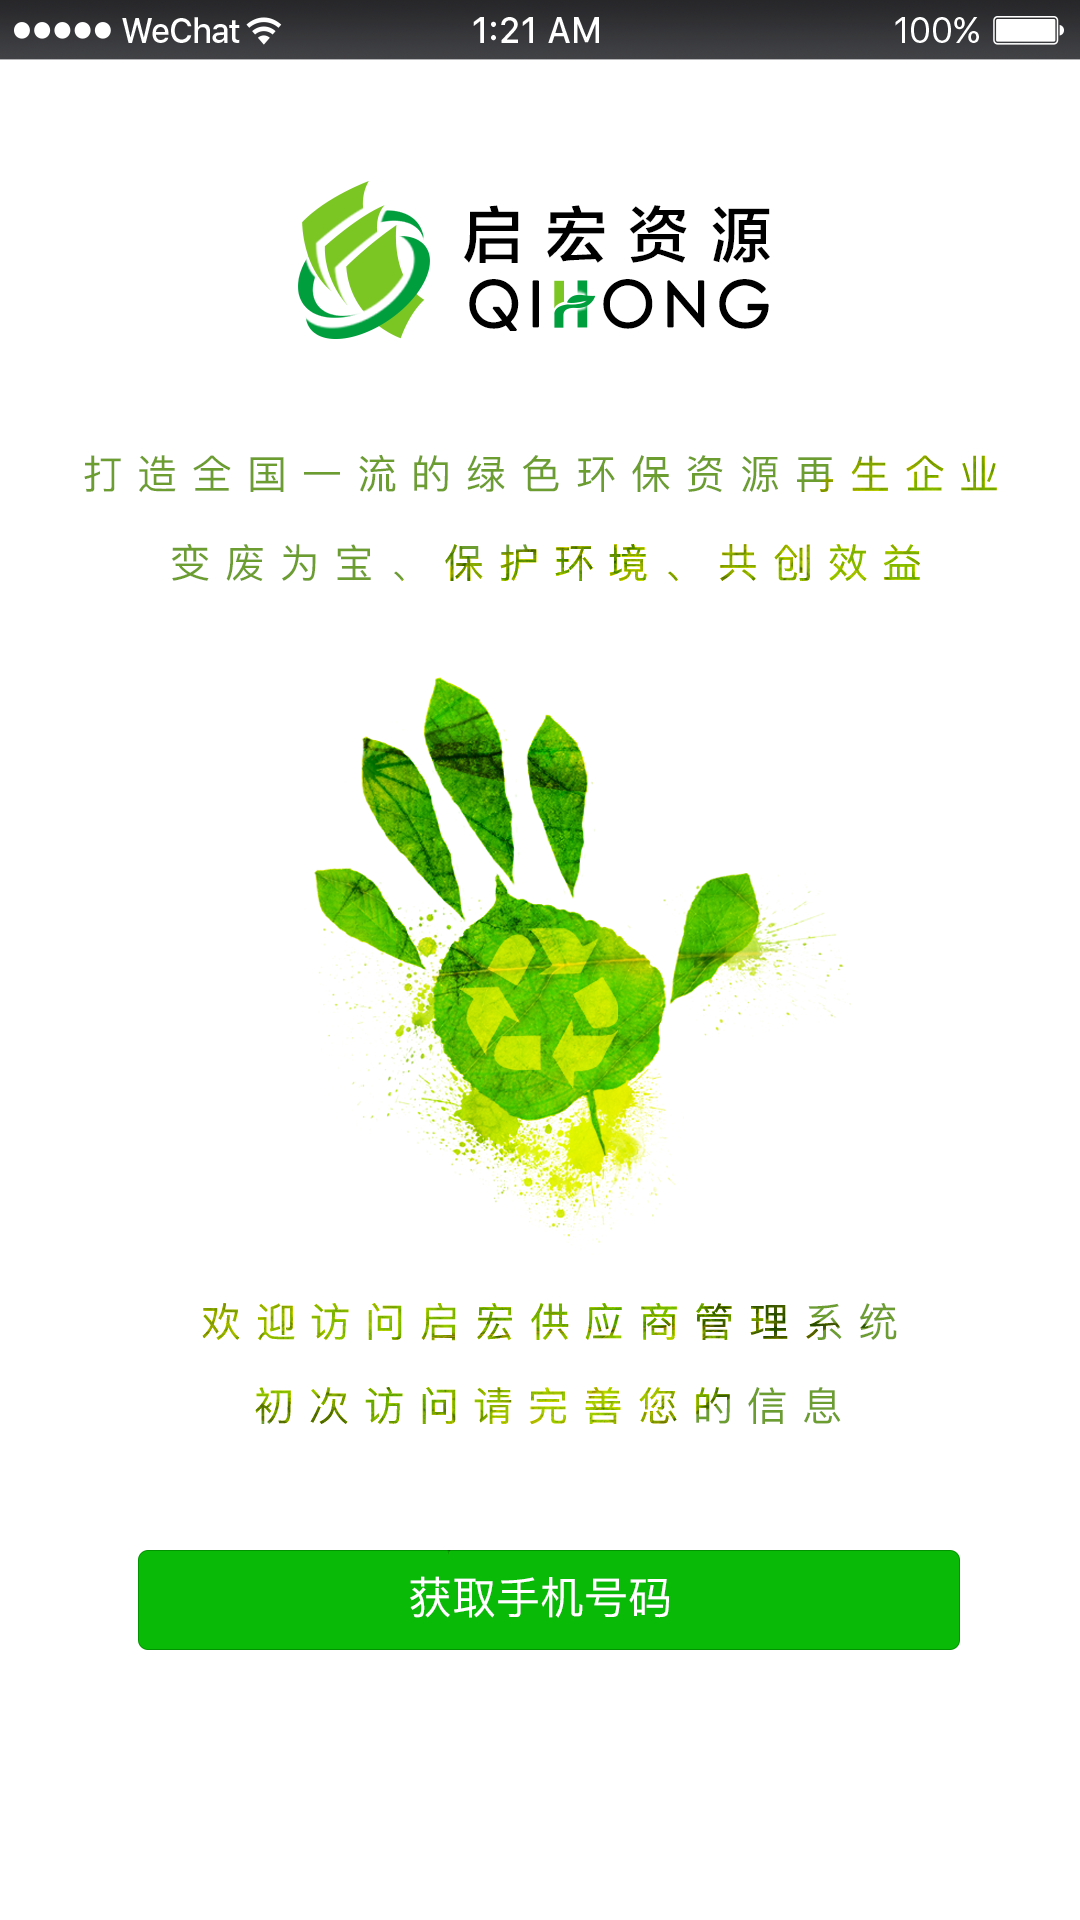 WeChat 1:21 AM 100%
启宏资源
QIHONG
打造全国一流的绿色环保资源再生企业
变废为宝、保护环境、共创效益
欢迎访问启宏供应商管理系统
初次访问请完善您的信息
获取手机号码